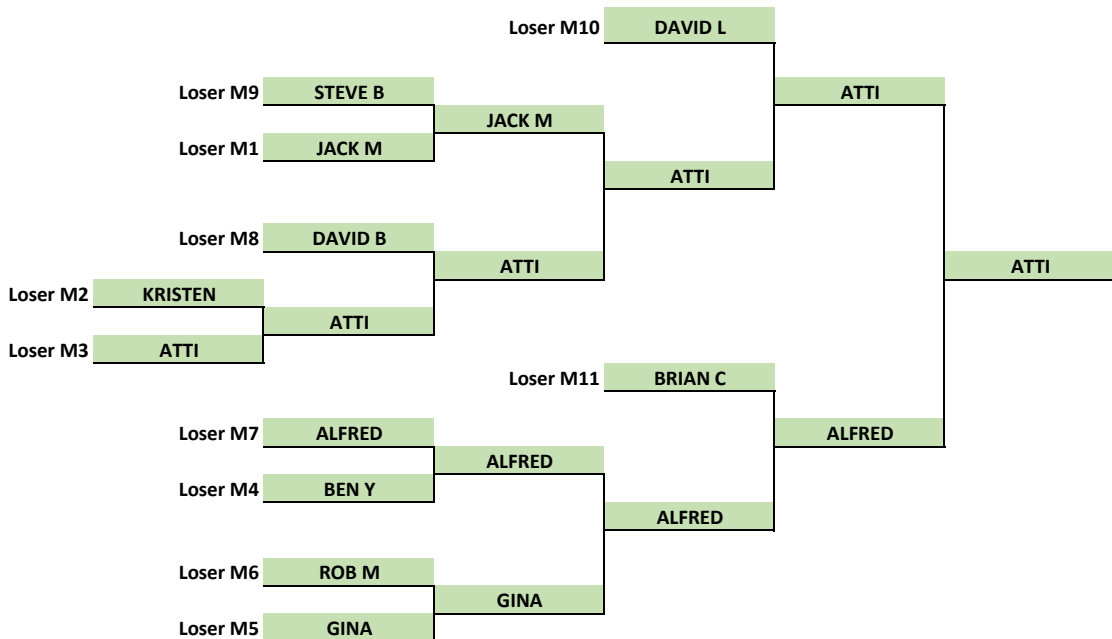 Loser M10 DAVID L
Loser M9 STEVE B ATTI
JACK M
Loser M1 JACK M
ATTI
Loser M8 DAVID B
ATTI ATTI
Loser M2 KRISTEN
ATTI
Loser M3 ATTI
Loser M11 BRIAN C
Loser M7 ALFRED ALFRED
ALFRED
Loser M4 BEN Y
ALFRED
Loser M6 ROB M
GINA
Loser M5 GINA